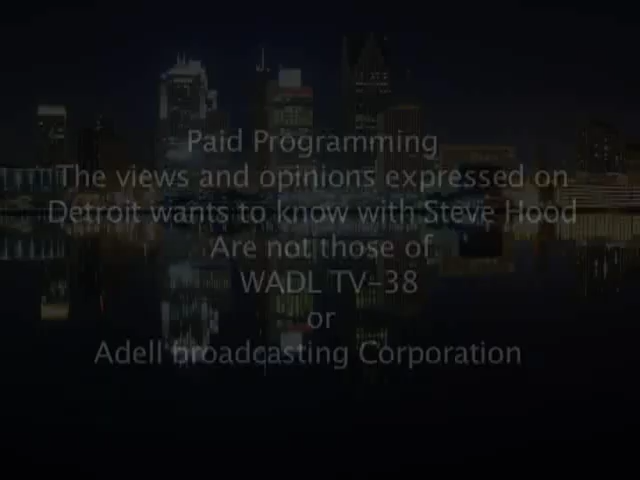 Paid Programming
The views and opinions expressed on
Detroit wants to know with Steve Hood
Are not those of
WADL TV-38
or
Adell broadcasting Corporation